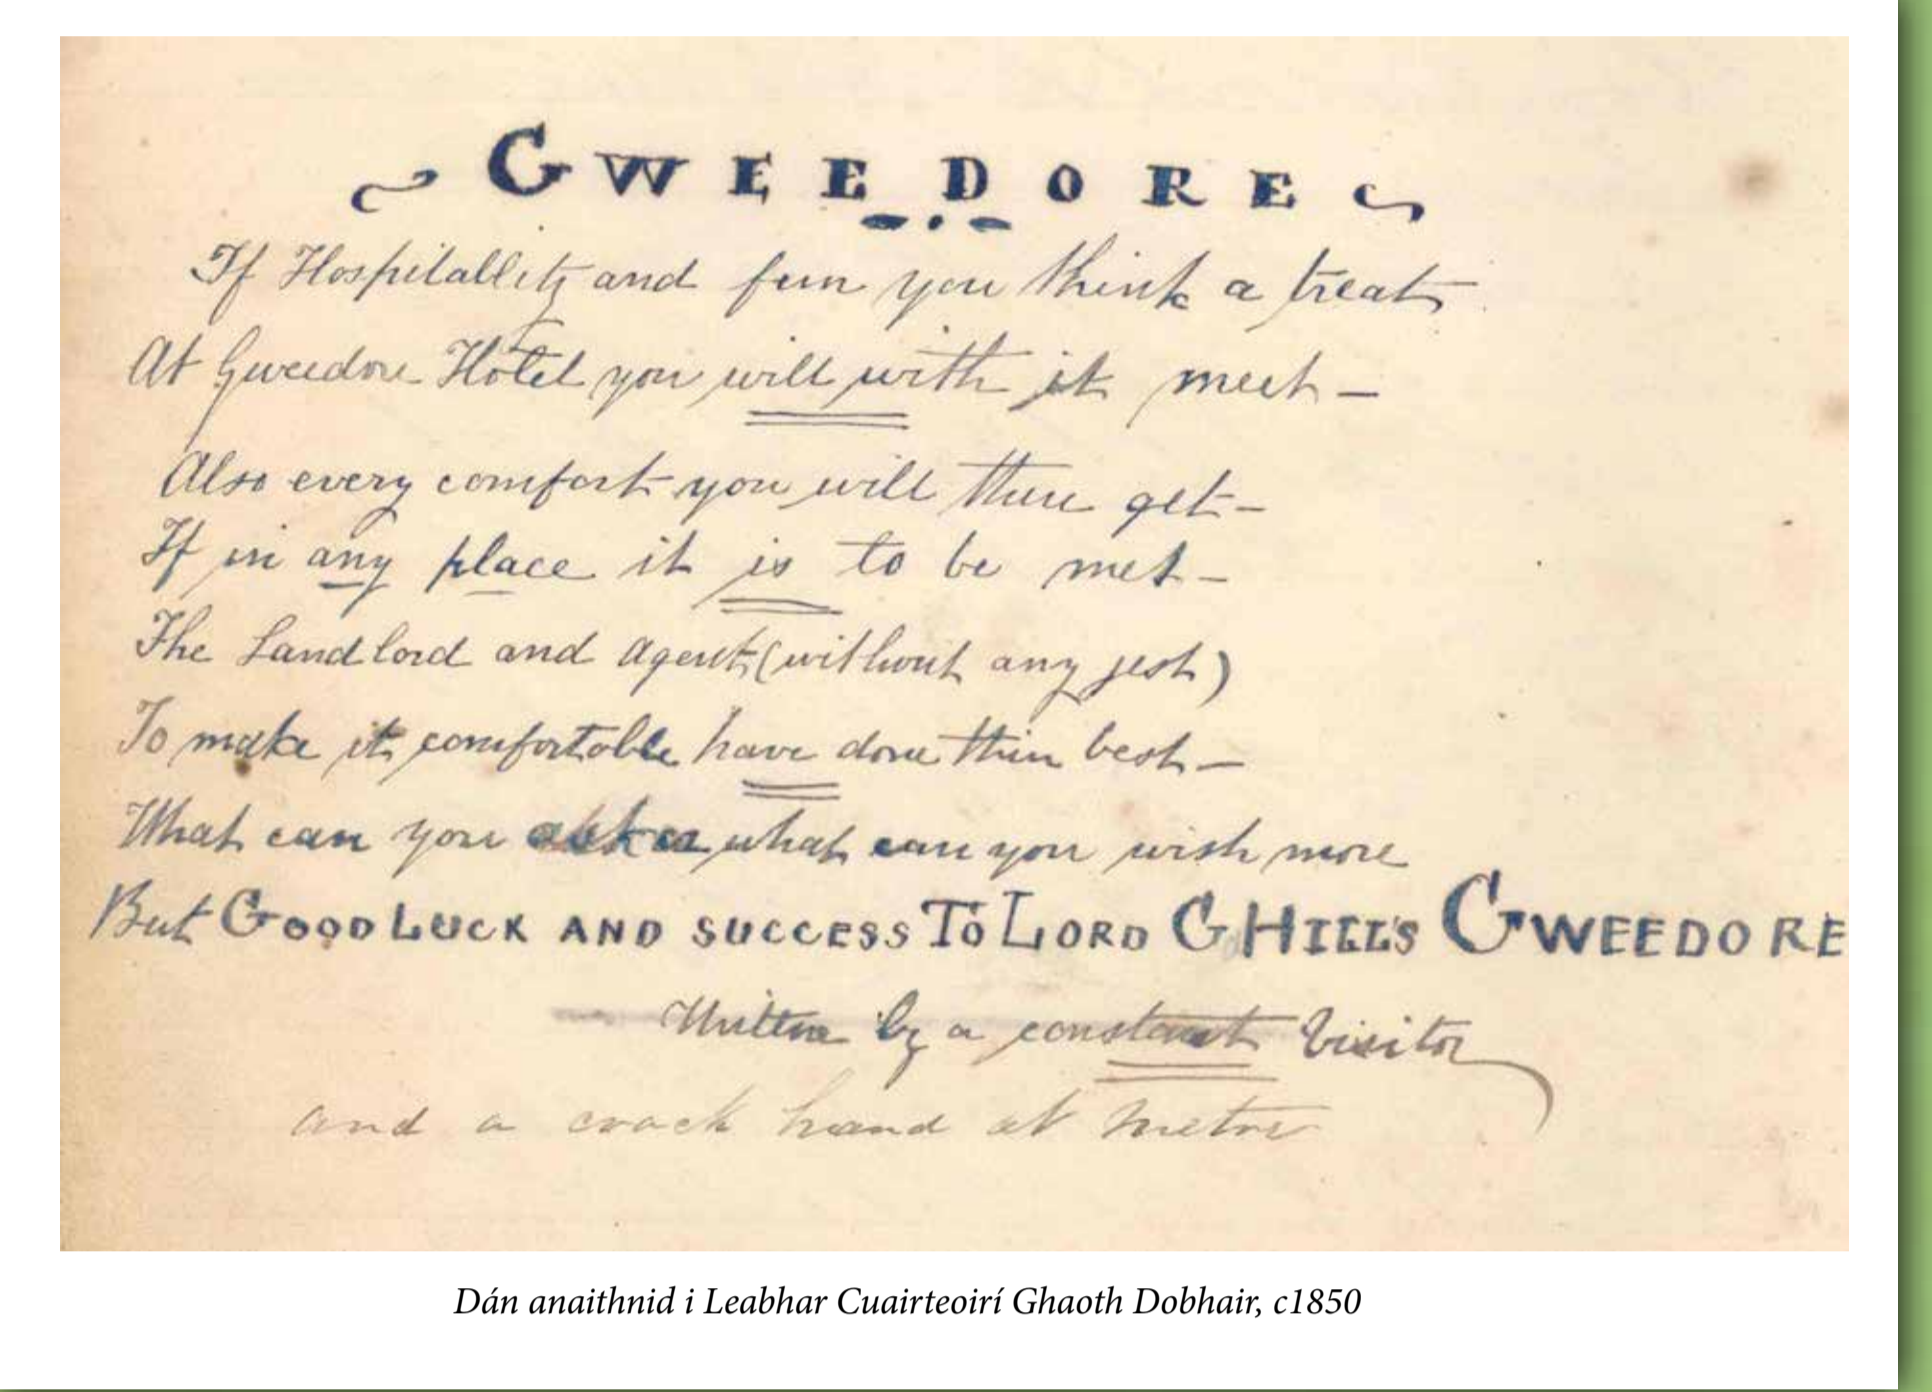 GWEEDORE
If Hospitallity and fun you think a treat
At Gweedore Hotel you will with it meet –
Also every comfort you will there get –
If in any place it is to be met –
The Landlord and Agent (without any jest)
To make it comfortable have done their best –
What can you ask or what can you wish more
But GOOD LUCK AND SUCCESS TO LORD G HILL'S GWEEDORE
Written by a constant Visitor
and a crack hand at metre
Dán anaithnid i Leabhar Cuairteoirí Ghaoth Dobhair, c1850